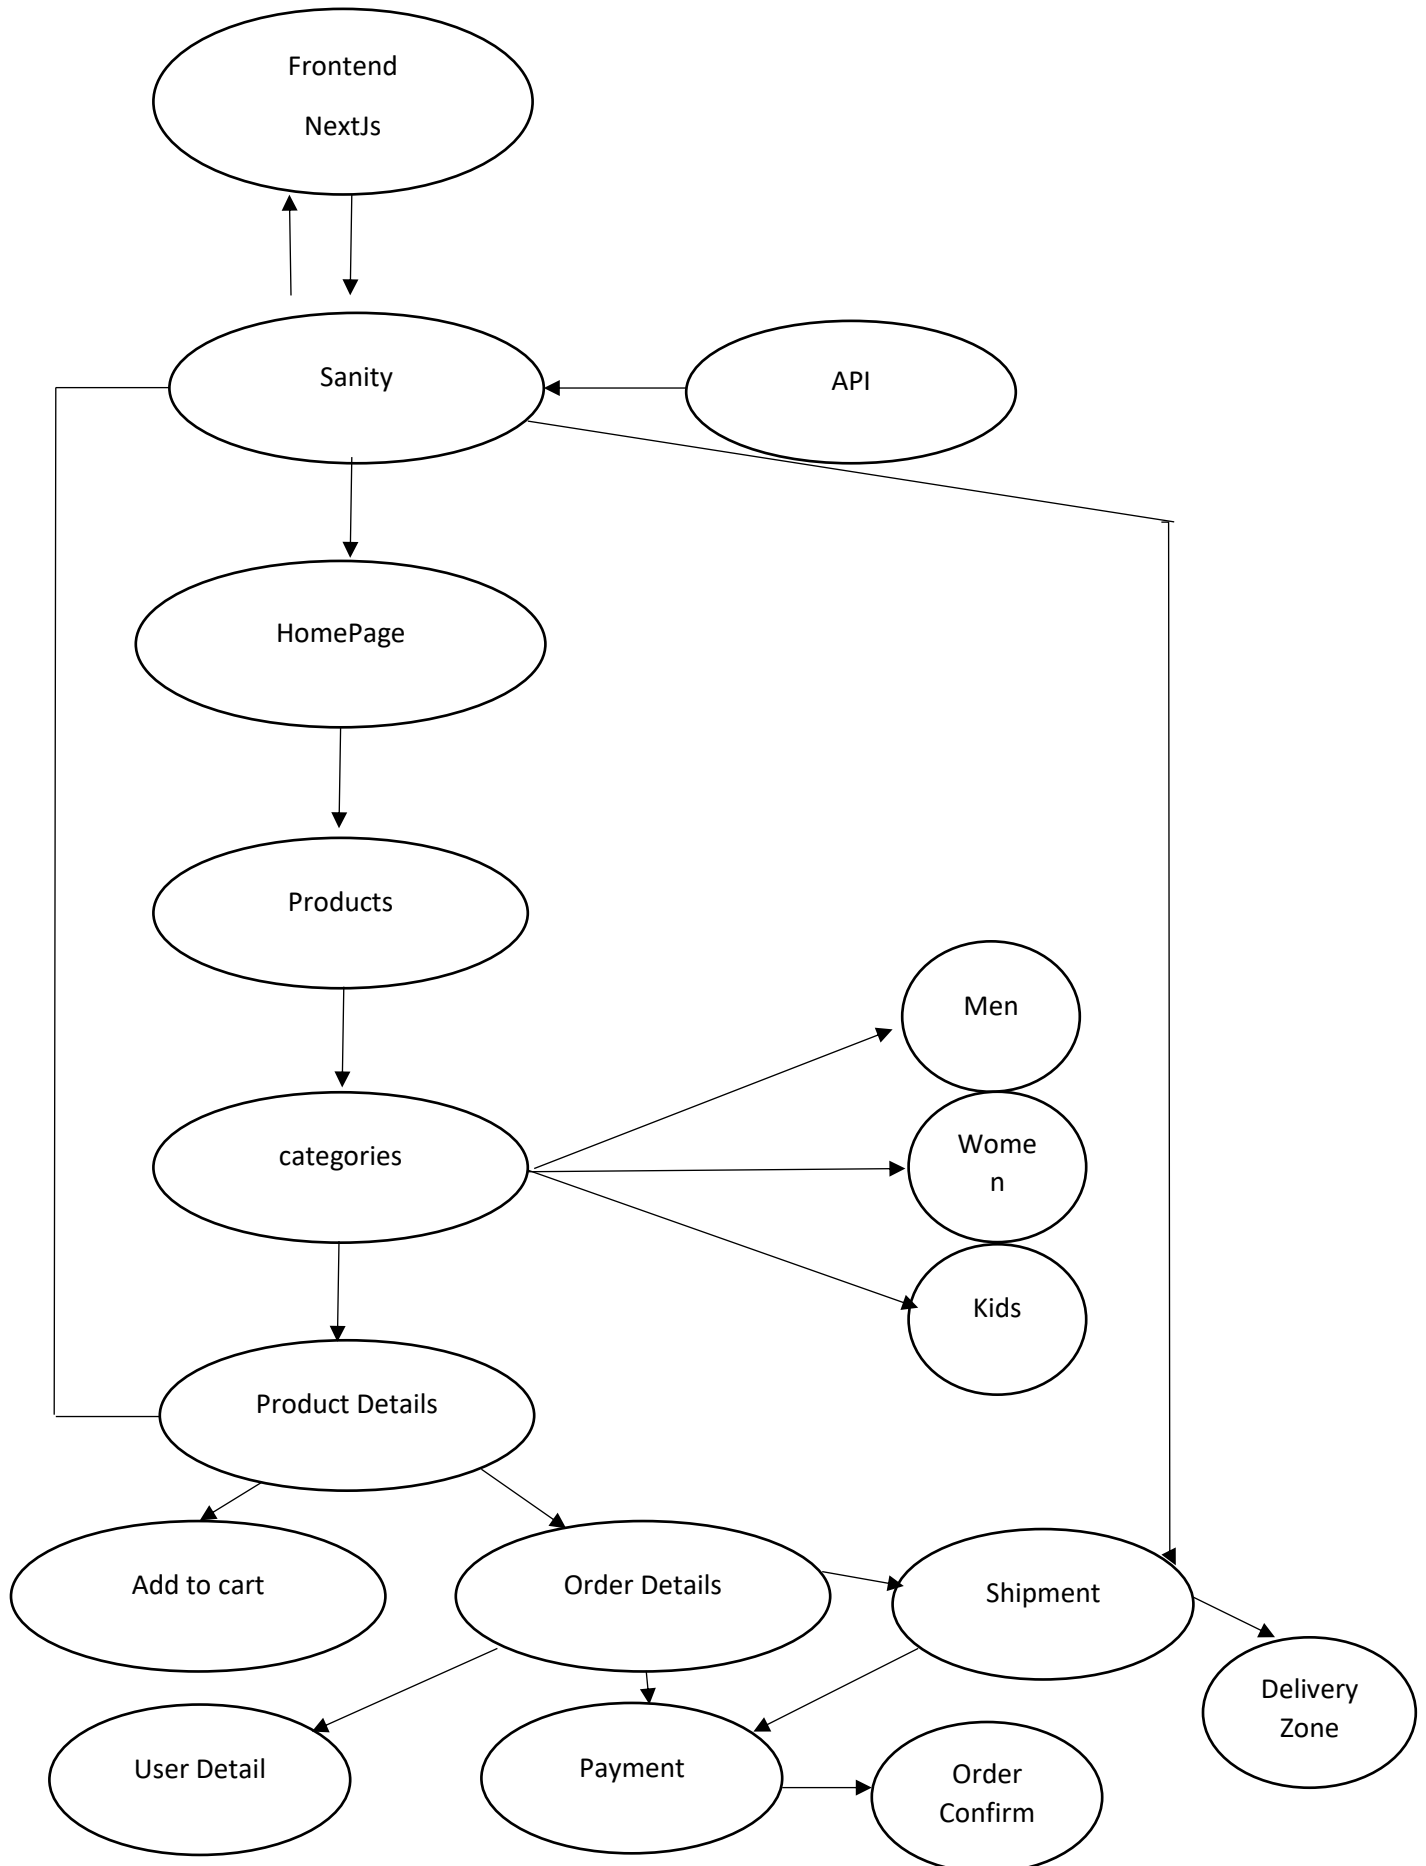 Frontend
NextJs
Sanity
API
HomePage
Products
Men
categories
Wome
n
Kids
Product Details
Add to cart
Order Details
Shipment
Delivery
Zone
User Detail
Payment
Order
Confirm